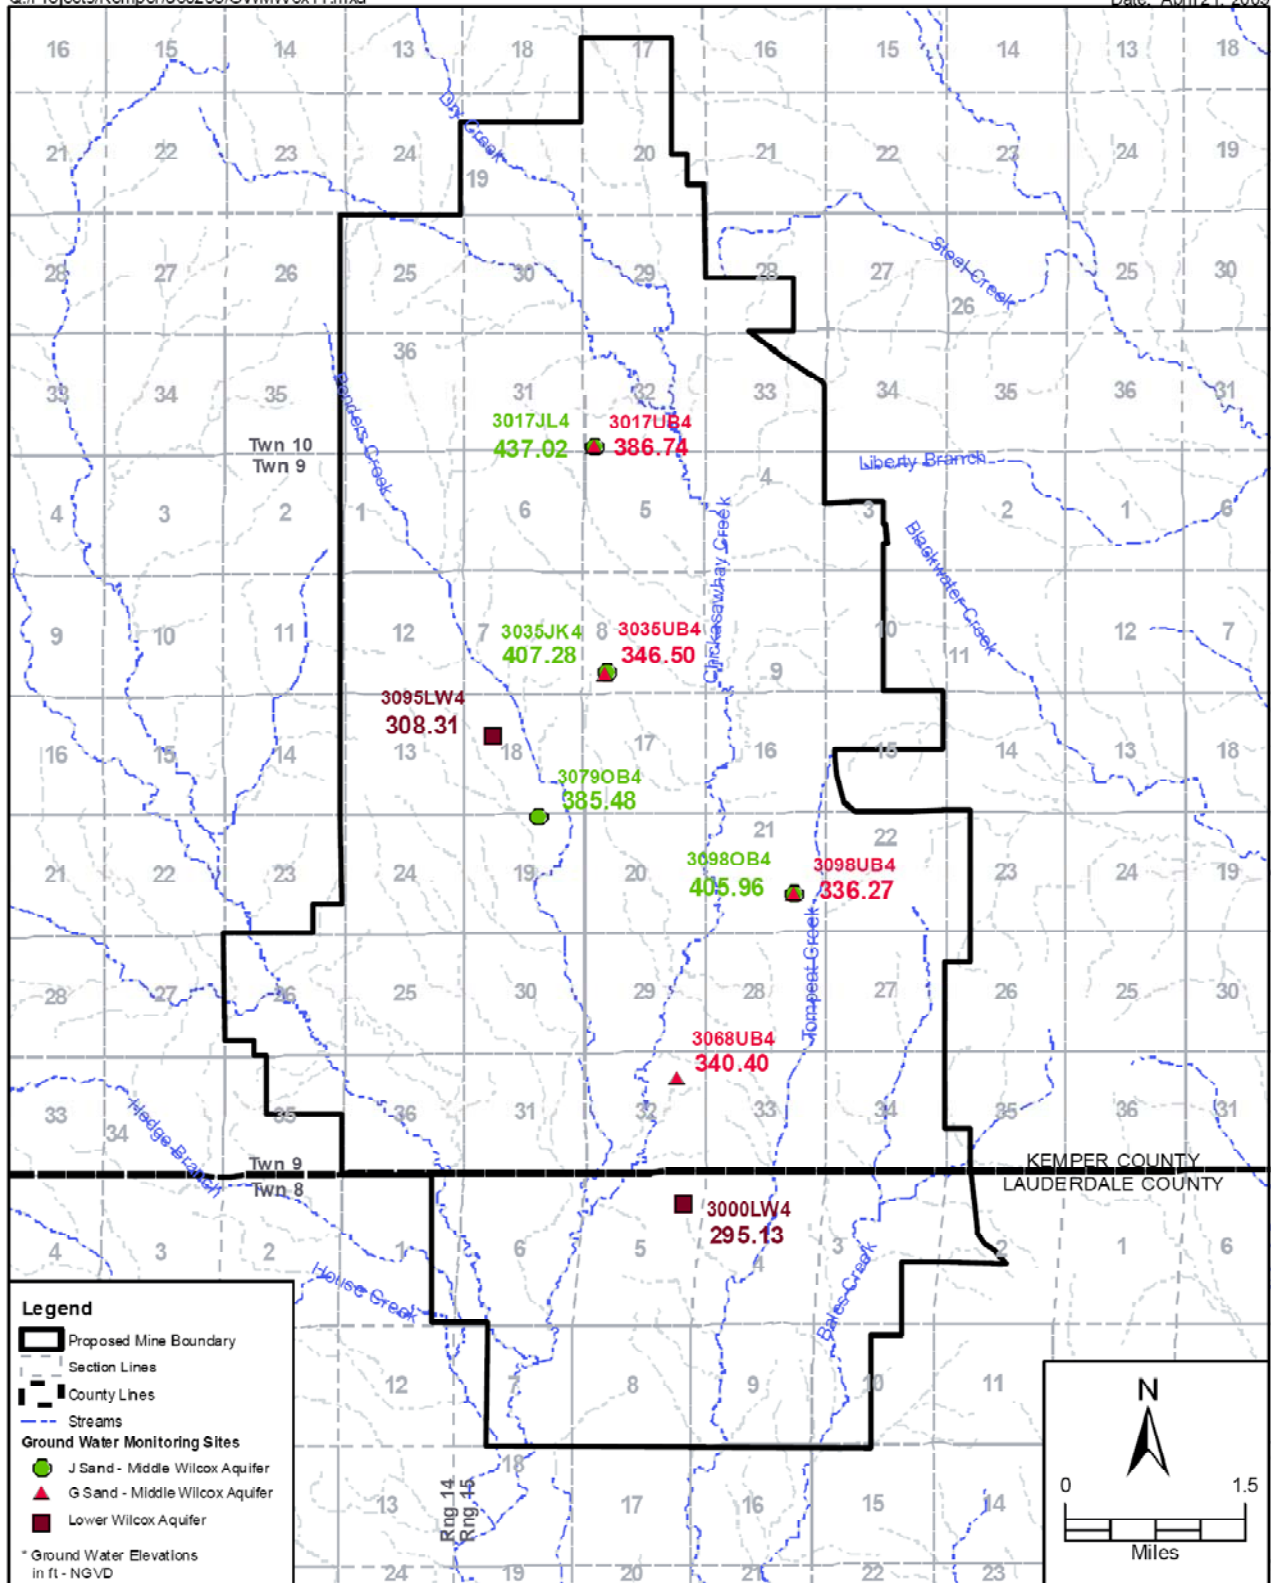 16 15 14 13 18 17 16 15 14 13 18
Dry Creek
21 22 23 24 19 20 21 22 23 24 19
Steel Creek
28 27 26 25 30 29 28 27 26 25 30
Penders Creek
33 34 35 36 31 32 33 34 35 36 31
3017JL4 3017UB4
437.02 386.74
Twn 10
Twn 9
Liberty Branch
4 3 2 1 6 5 4 3 2 1 6
Chickasawhay Creek
Blackwater Creek
9 10 11 12 7 8 9 10 11 12 7
3035JK4 3035UB4
407.28 346.50
3095LW4
308.31
16 15 14 13 18 17 16 15 14 13 18
3079OB4
385.48
21 22 23 24 19 20 21 22 23 24 19
3098OB4 3098UB4
405.96 336.27
Tompeat Creek
28 27 26 25 30 29 28 27 26 25 30
3068UB4
340.40
33 34 35 36 31 32 33 34 35 36 31
Hodge Branch
Twn 9
Twn 8
KEMPER COUNTY
LAUDERDALE COUNTY
3000LW4
295.13
4 3 2 1 6 5 4 3 2 1 6
House Creek
Bales Creek
12 7 8 9 10 11
13 18 17 15 14
Rng 14
Rng 15
24 19 20 21 22 23
Legend
Proposed Mine Boundary
Section Lines
County Lines
Streams
Ground Water Monitoring Sites
J Sand - Middle Wilcox Aquifer
G Sand - Middle Wilcox Aquifer
Lower Wilcox Aquifer
* Ground Water Elevations
in ft - NGVD
N
0 1.5
Miles